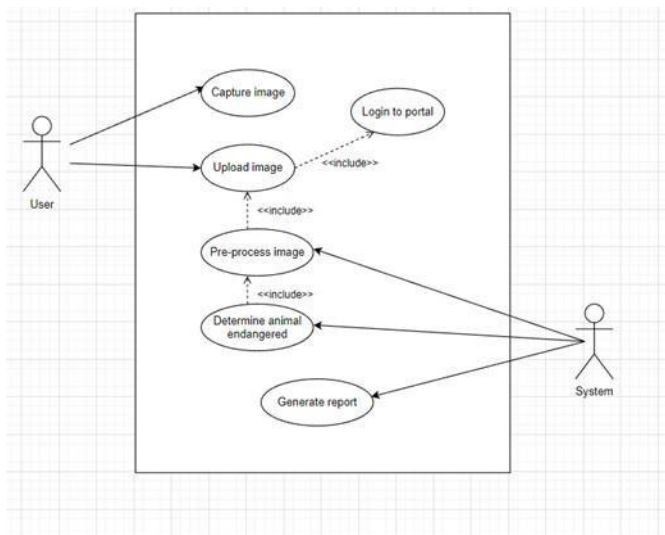 Capture image
Login to portal
Upload image
<<include>>
User
<<include>>
Pre-process image
<<include>>
Determine animal
endangered
System
Generate report